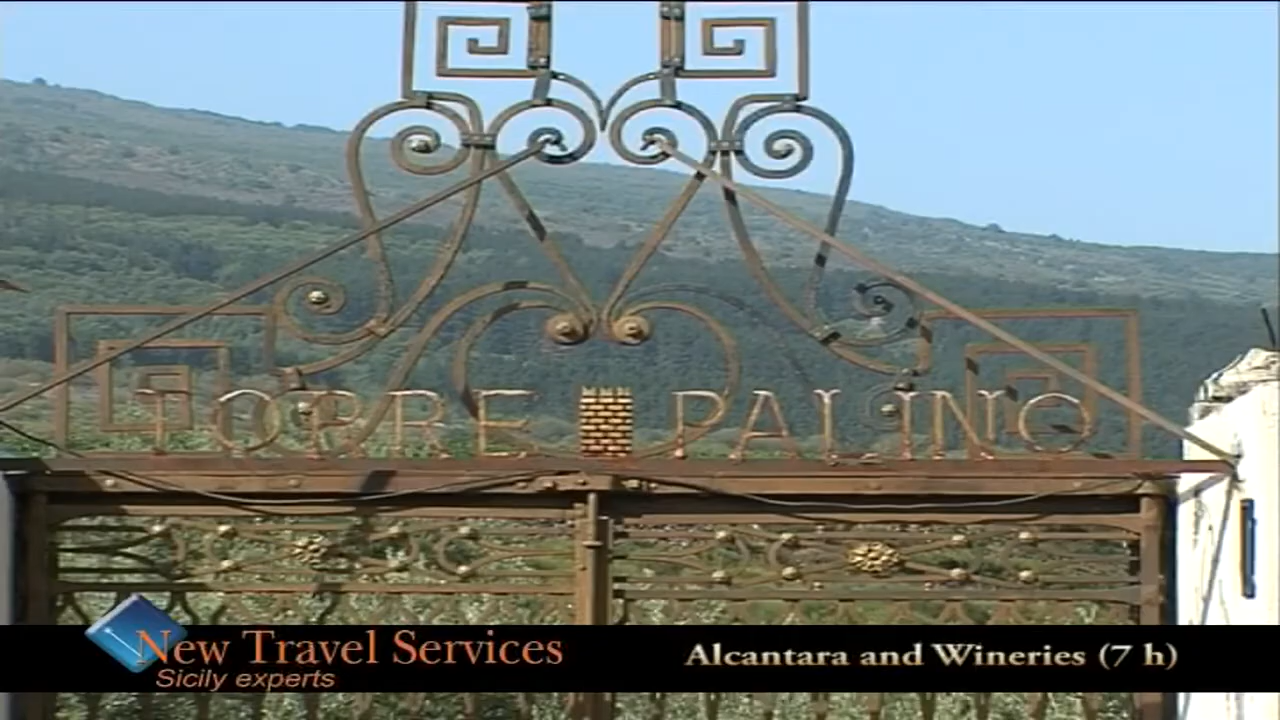 TORRE PALINO
New Travel Services
Sicily experts
Alcantara and Wineries (7 h)